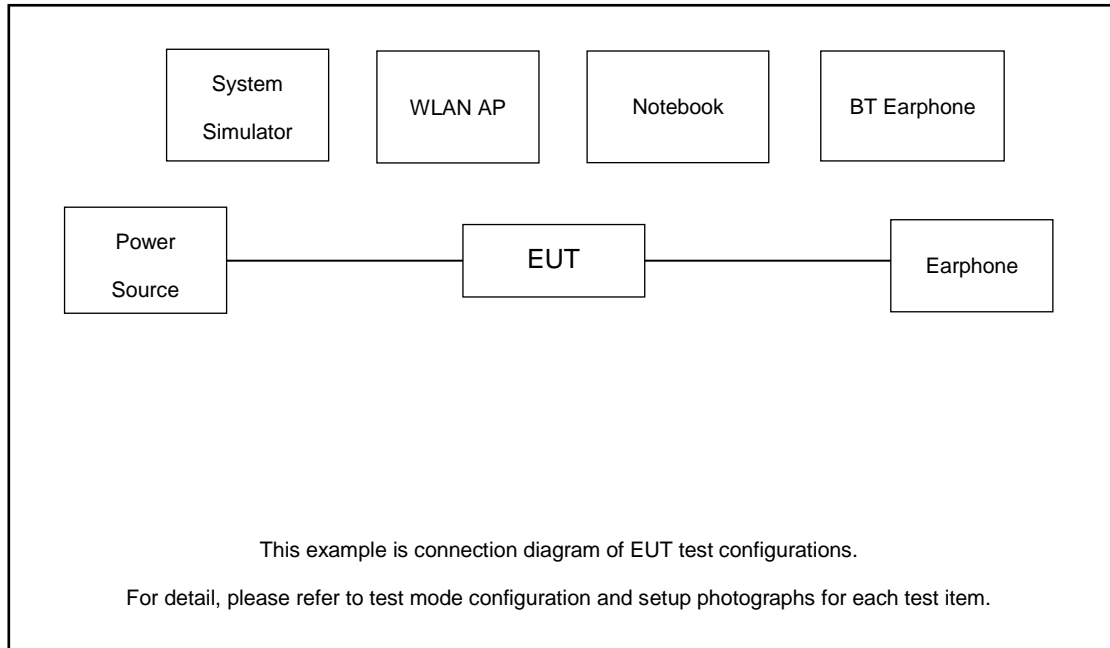 System
Simulator
WLAN AP
Notebook
BT Earphone
Power
Source
EUT
Earphone
This example is connection diagram of EUT test configurations.
For detail, please refer to test mode configuration and setup photographs for each test item.